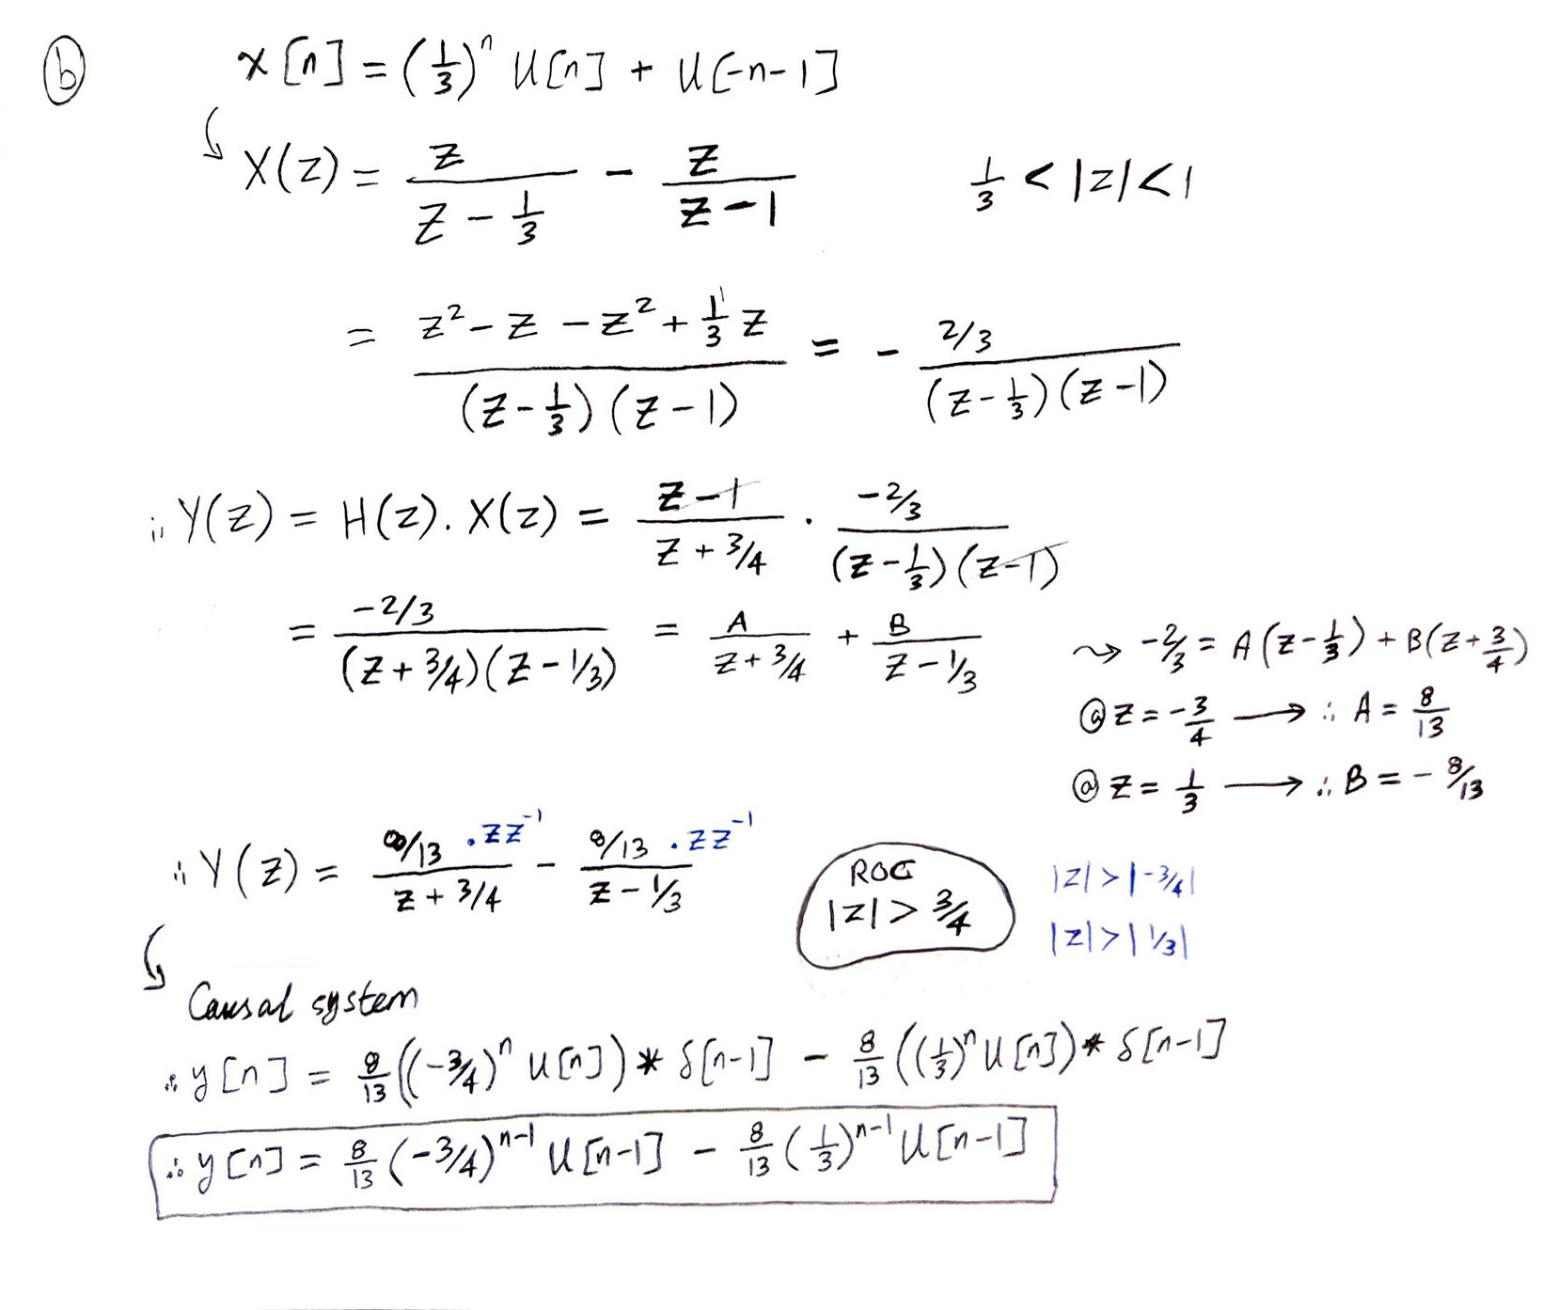 ⓑ x[n] = (1/3)^n U[n] + U[-n-1]
X(z) = z/(z - 1/3) - z/(z-1)    1/3 < |z| < 1
= (z² - z - z² + 1/3 z)/((z - 1/3)(z-1)) = - (2/3)/((z - 1/3)(z-1))
∴ Y(z) = H(z). X(z) = (z-1)/(z + 3/4) · (-2/3)/((z - 1/3)(z-1))
= (-2/3)/((z + 3/4)(z - 1/3)) = A/(z + 3/4) + B/(z - 1/3)
⇝ -2/3 = A(z - 1/3) + B(z + 3/4)
@ z = -3/4 ⟶ ∴ A = 8/13
@ z = 1/3 ⟶ ∴ B = - 8/13
∴ Y(z) = (8/13 . z z^-1)/(z + 3/4) - (8/13 . z z^-1)/(z - 1/3)
ROC
|z| > 3/4
|z| > |-3/4|
|z| > |1/3|
Causal system
∴ y[n] = 8/13 ((-3/4)^n U[n]) * δ[n-1] - 8/13 ((1/3)^n U[n]) * δ[n-1]
∴ y[n] = 8/13 (-3/4)^(n-1) U[n-1] - 8/13 (1/3)^(n-1) U[n-1]